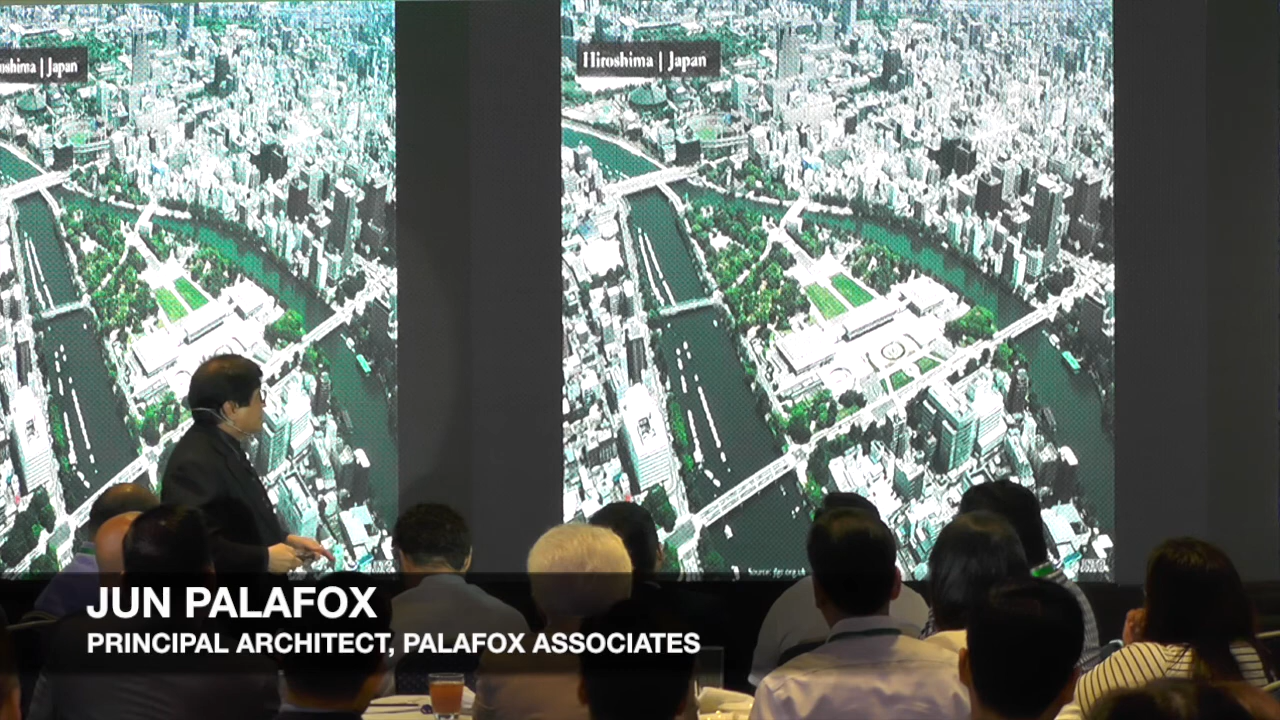 oshima | Japan
Hiroshima | Japan
JUN PALAFOX
PRINCIPAL ARCHITECT, PALAFOX ASSOCIATES